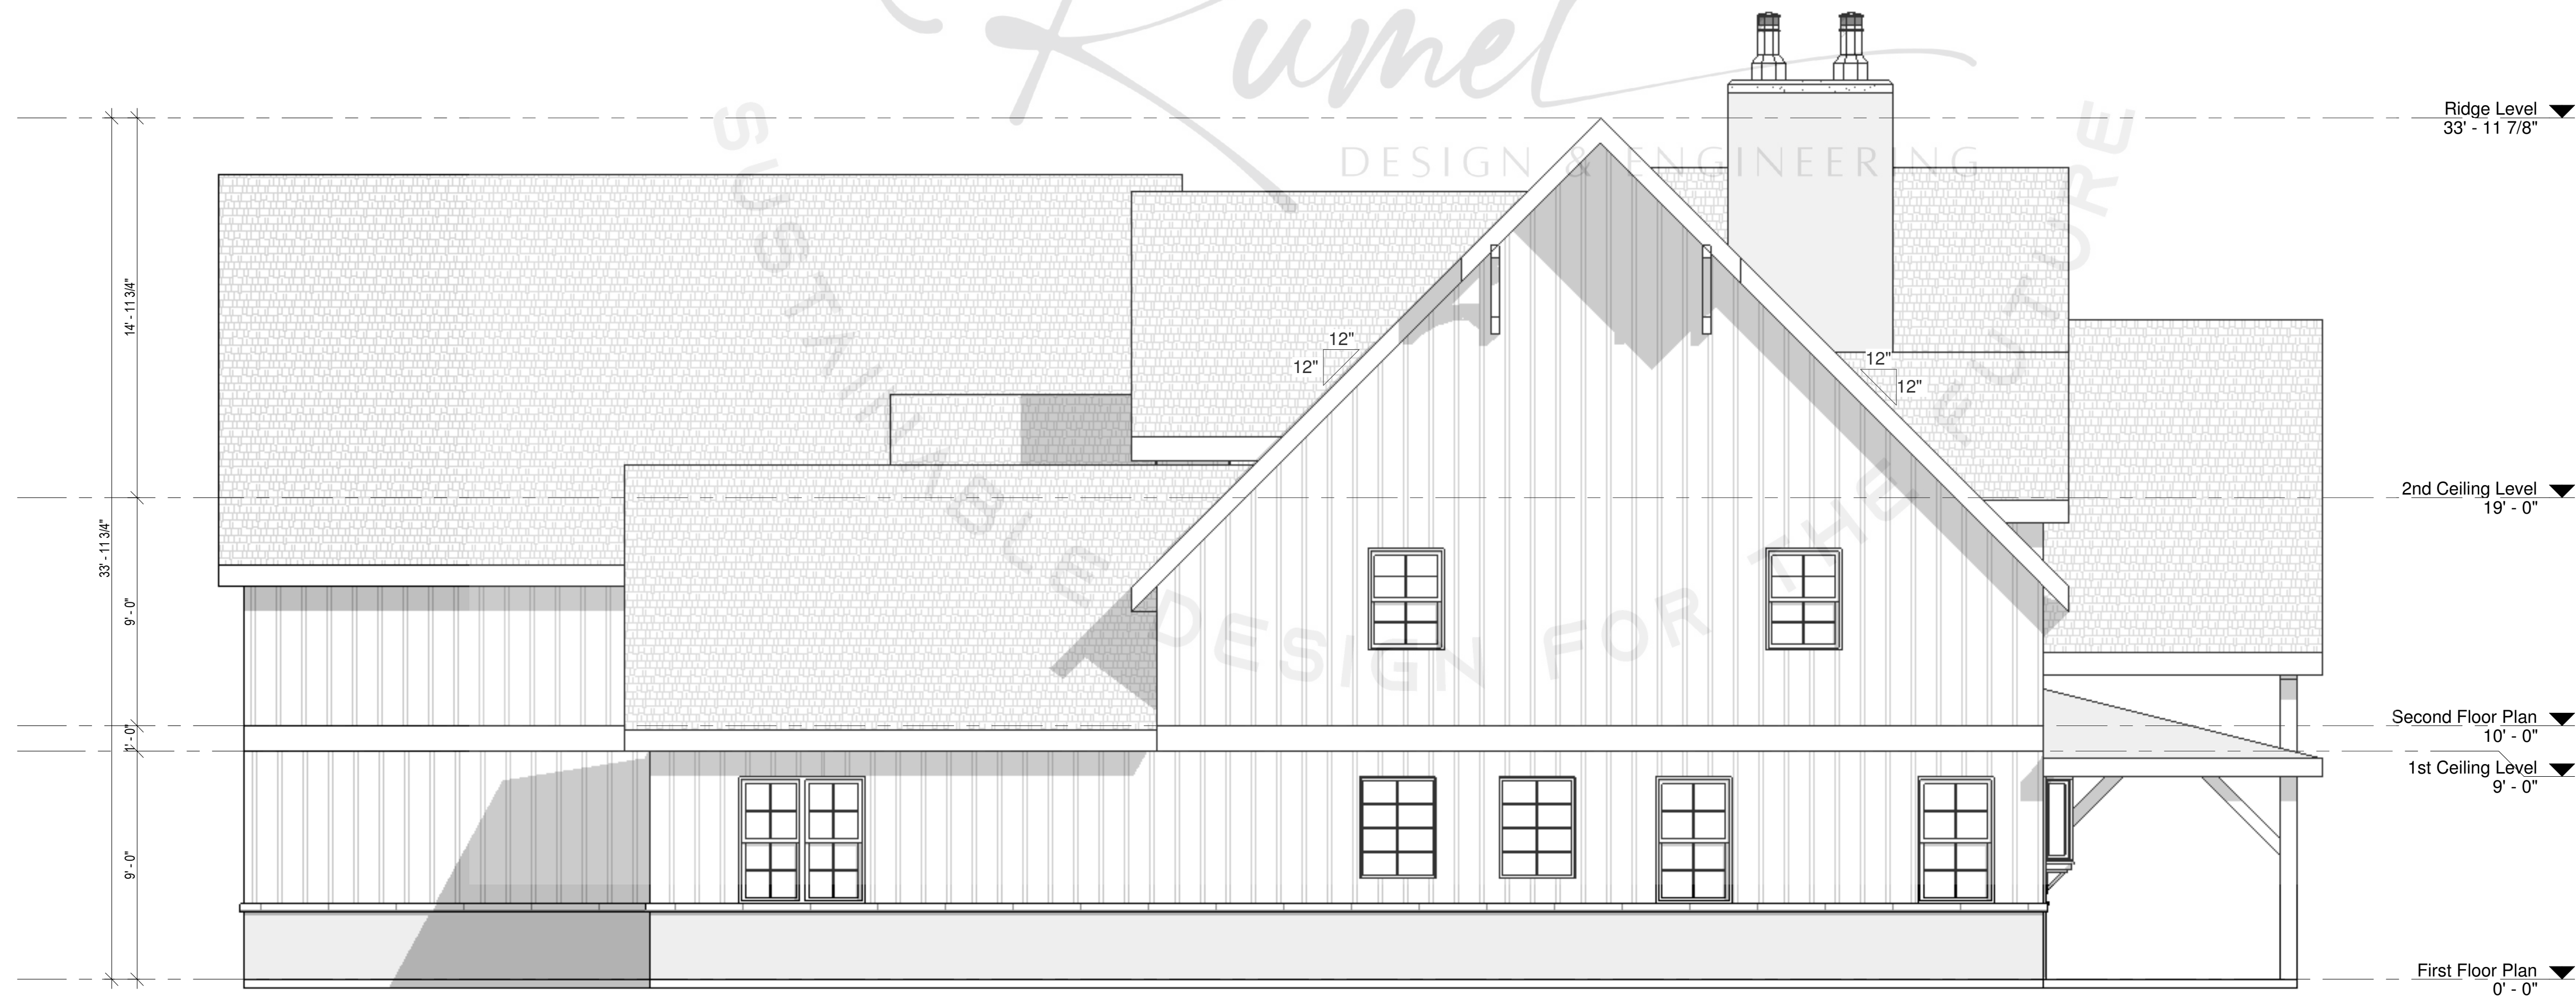 Rumel
DESIGN & ENGINEERING
SUSTAINABLE DESIGN FOR THE FUTURE
Ridge Level
33' - 11 7/8"
14' - 11 3/4"
12"
12"
12"
12"
2nd Ceiling Level
19' - 0"
33' - 11 3/4"
9' - 0"
Second Floor Plan
10' - 0"
1' - 0"
1st Ceiling Level
9' - 0"
9' - 0"
First Floor Plan
0' - 0"